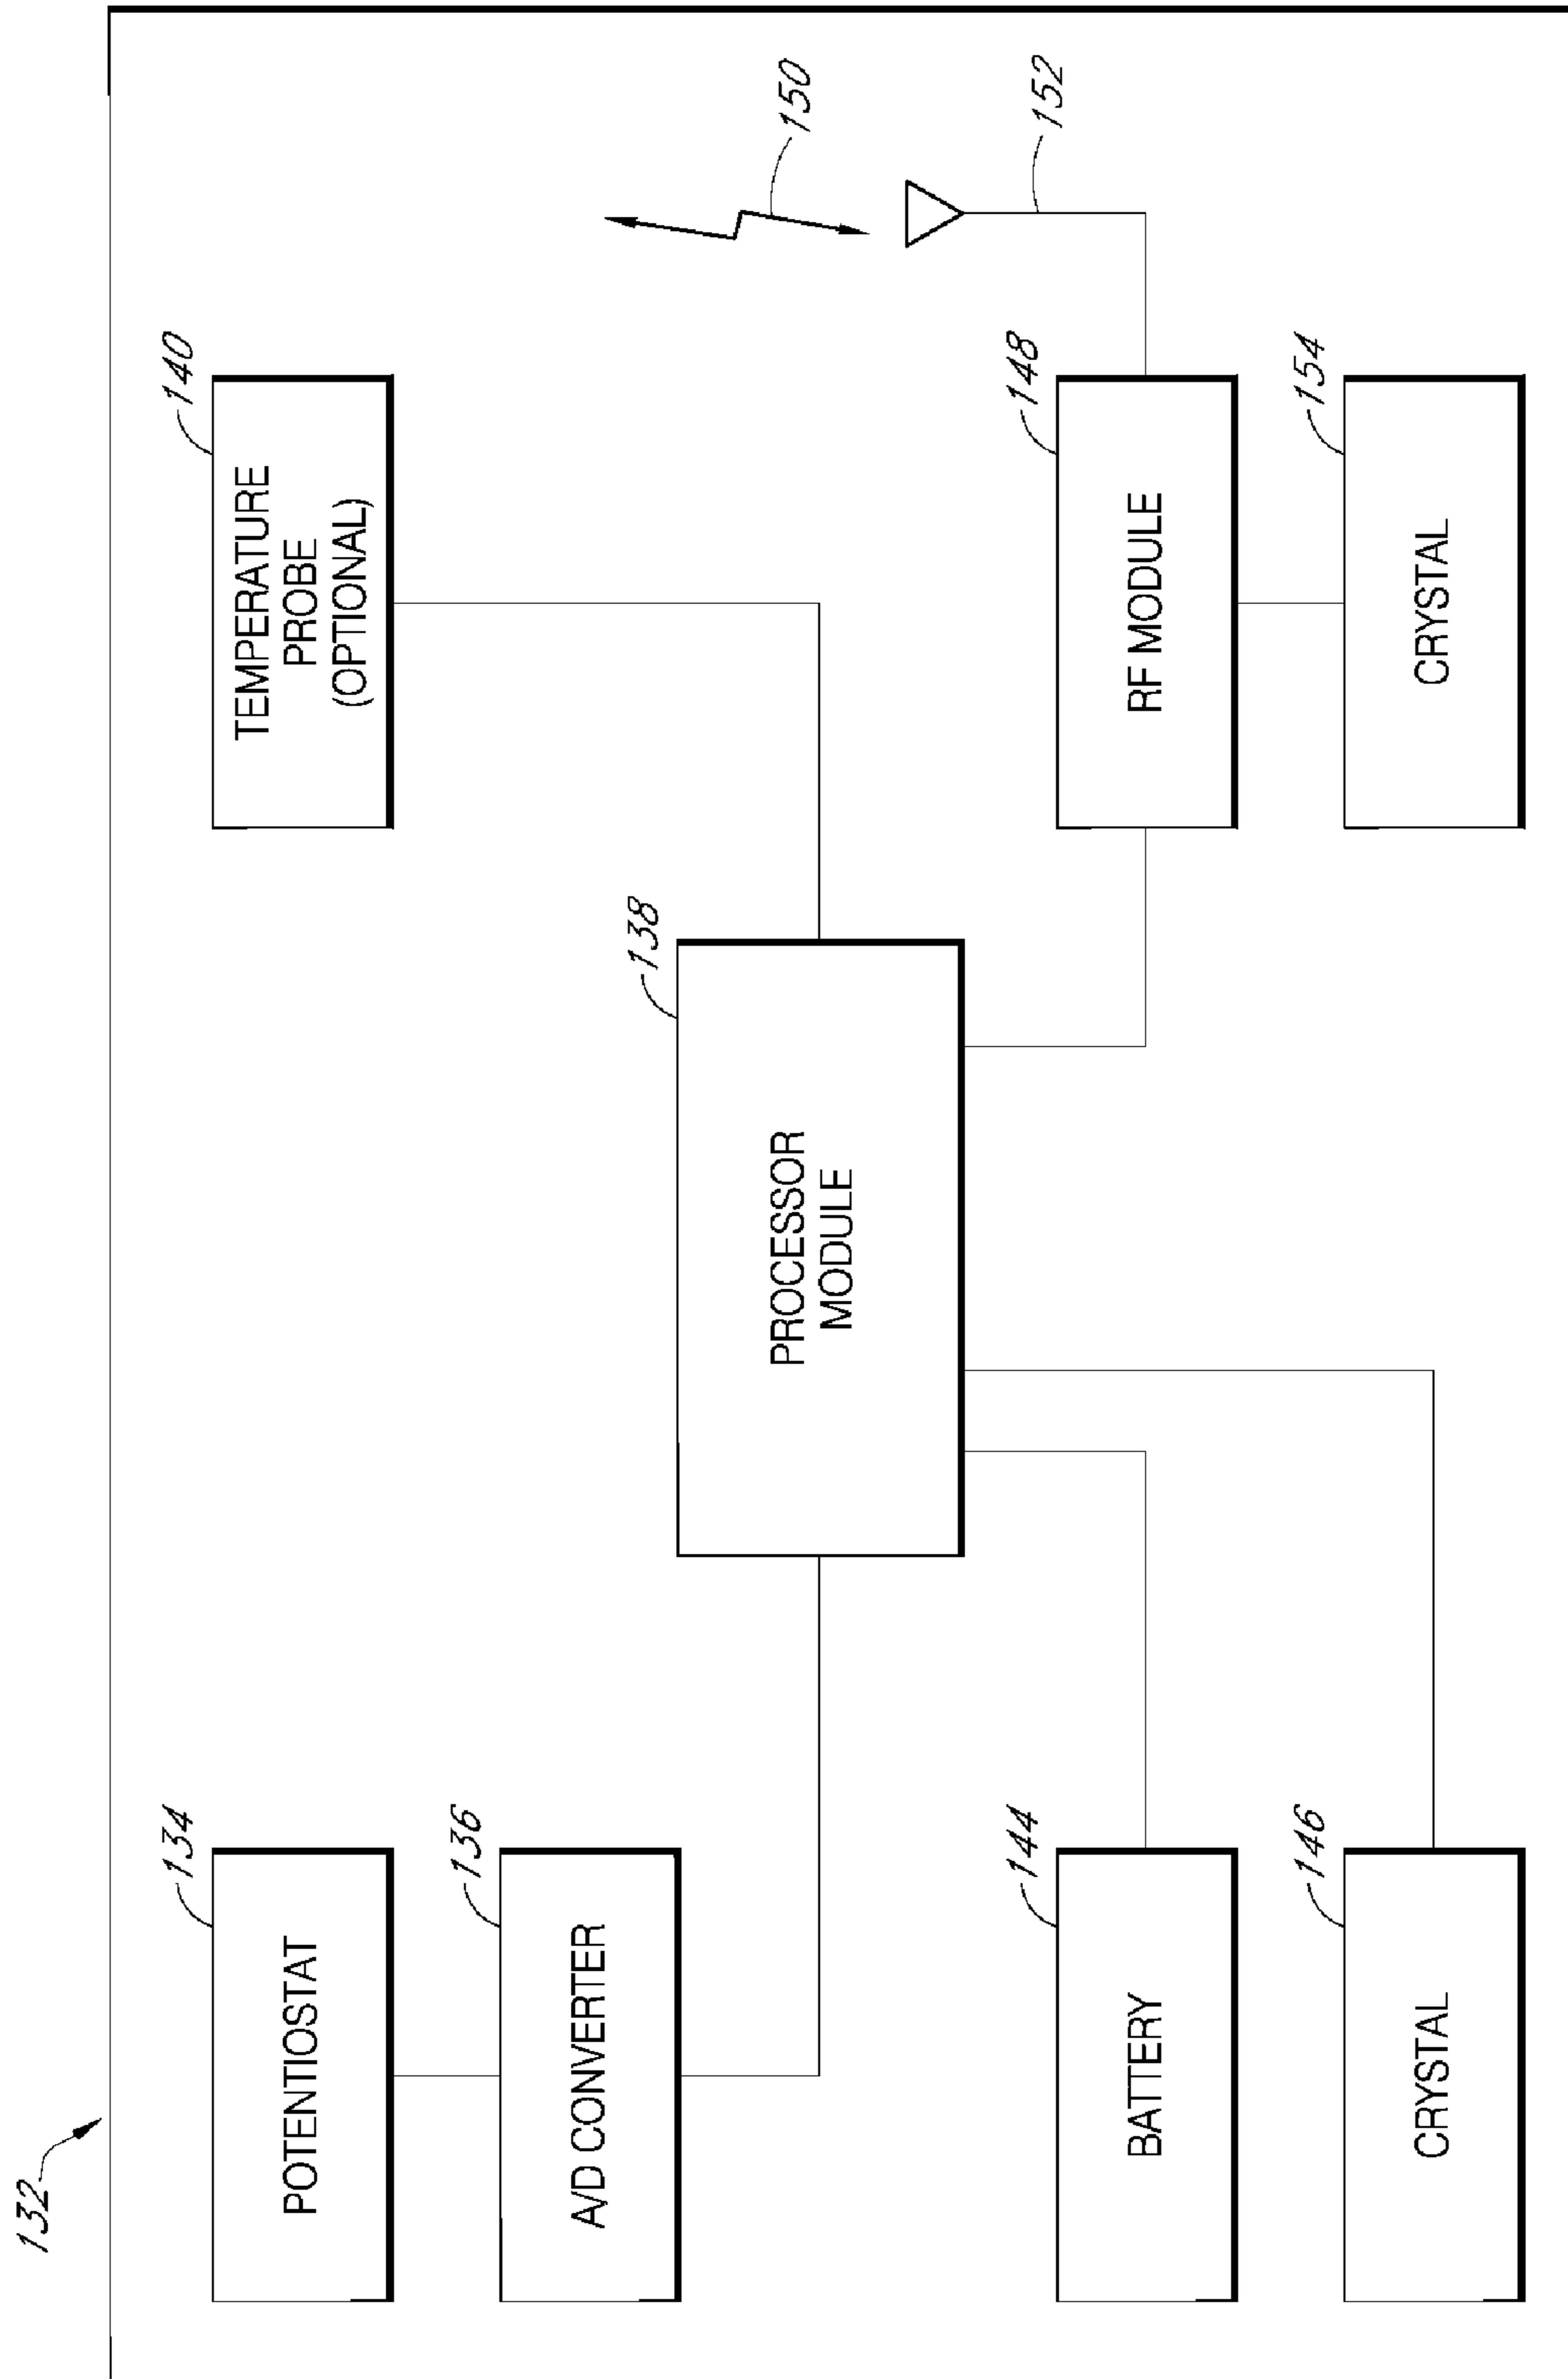 132
134
POTENTIOSTAT
136
A/D CONVERTER
140
TEMPERATURE
PROBE
(OPTIONAL)
138
PROCESSOR
MODULE
150
152
144
BATTERY
146
CRYSTAL
148
RF MODULE
154
CRYSTAL